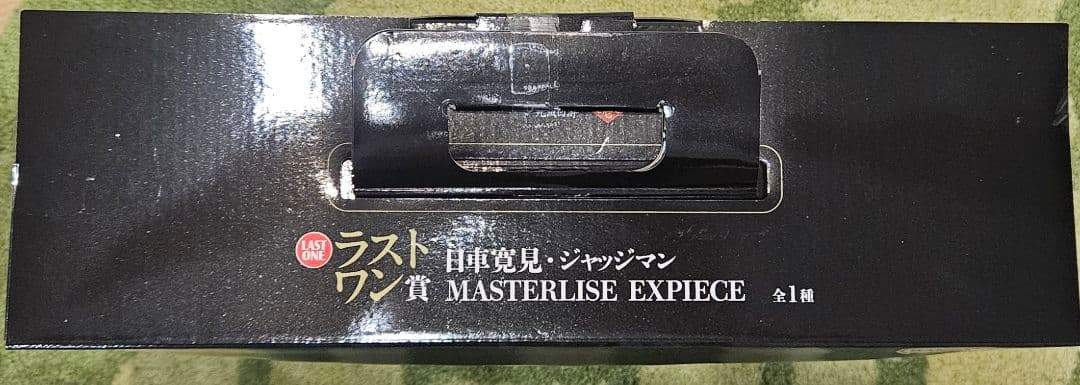 LAST
ONE
ラスト
ワン賞
日車寛見・ジャッジマン
MASTERLISE EXPIECE 全1種